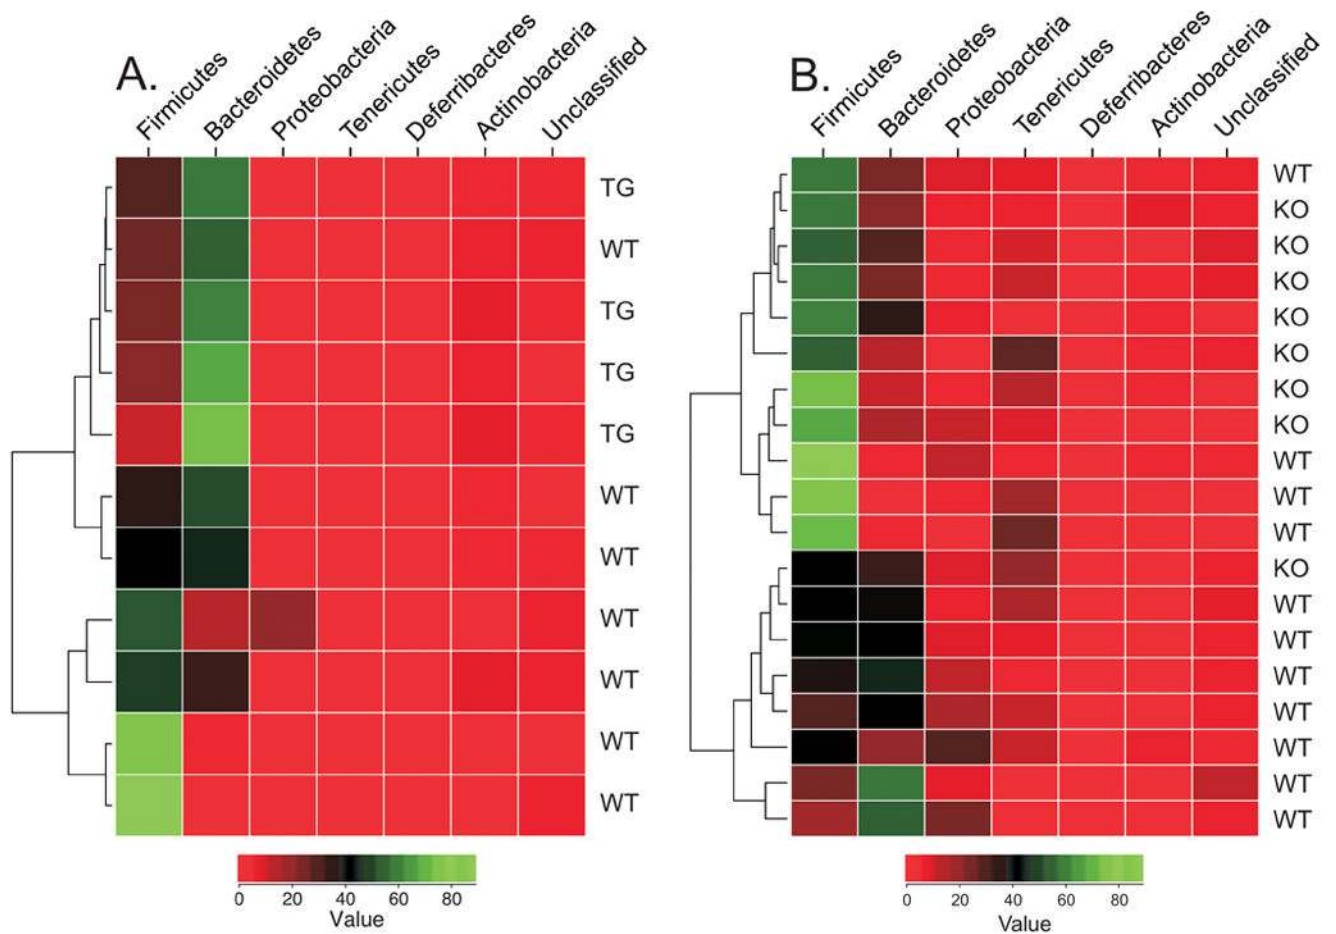 A.
Firmicutes
Bacteroidetes
Proteobacteria
Tenericutes
Deferribacteres
Actinobacteria
Unclassified
TG
WT
TG
TG
TG
WT
WT
WT
WT
WT
WT
0 20 40 60 80
Value
B.
Firmicutes
Bacteroidetes
Proteobacteria
Tenericutes
Deferribacteres
Actinobacteria
Unclassified
WT
KO
KO
KO
KO
KO
KO
KO
WT
WT
WT
KO
WT
WT
WT
WT
WT
WT
WT
0 20 40 60 80
Value